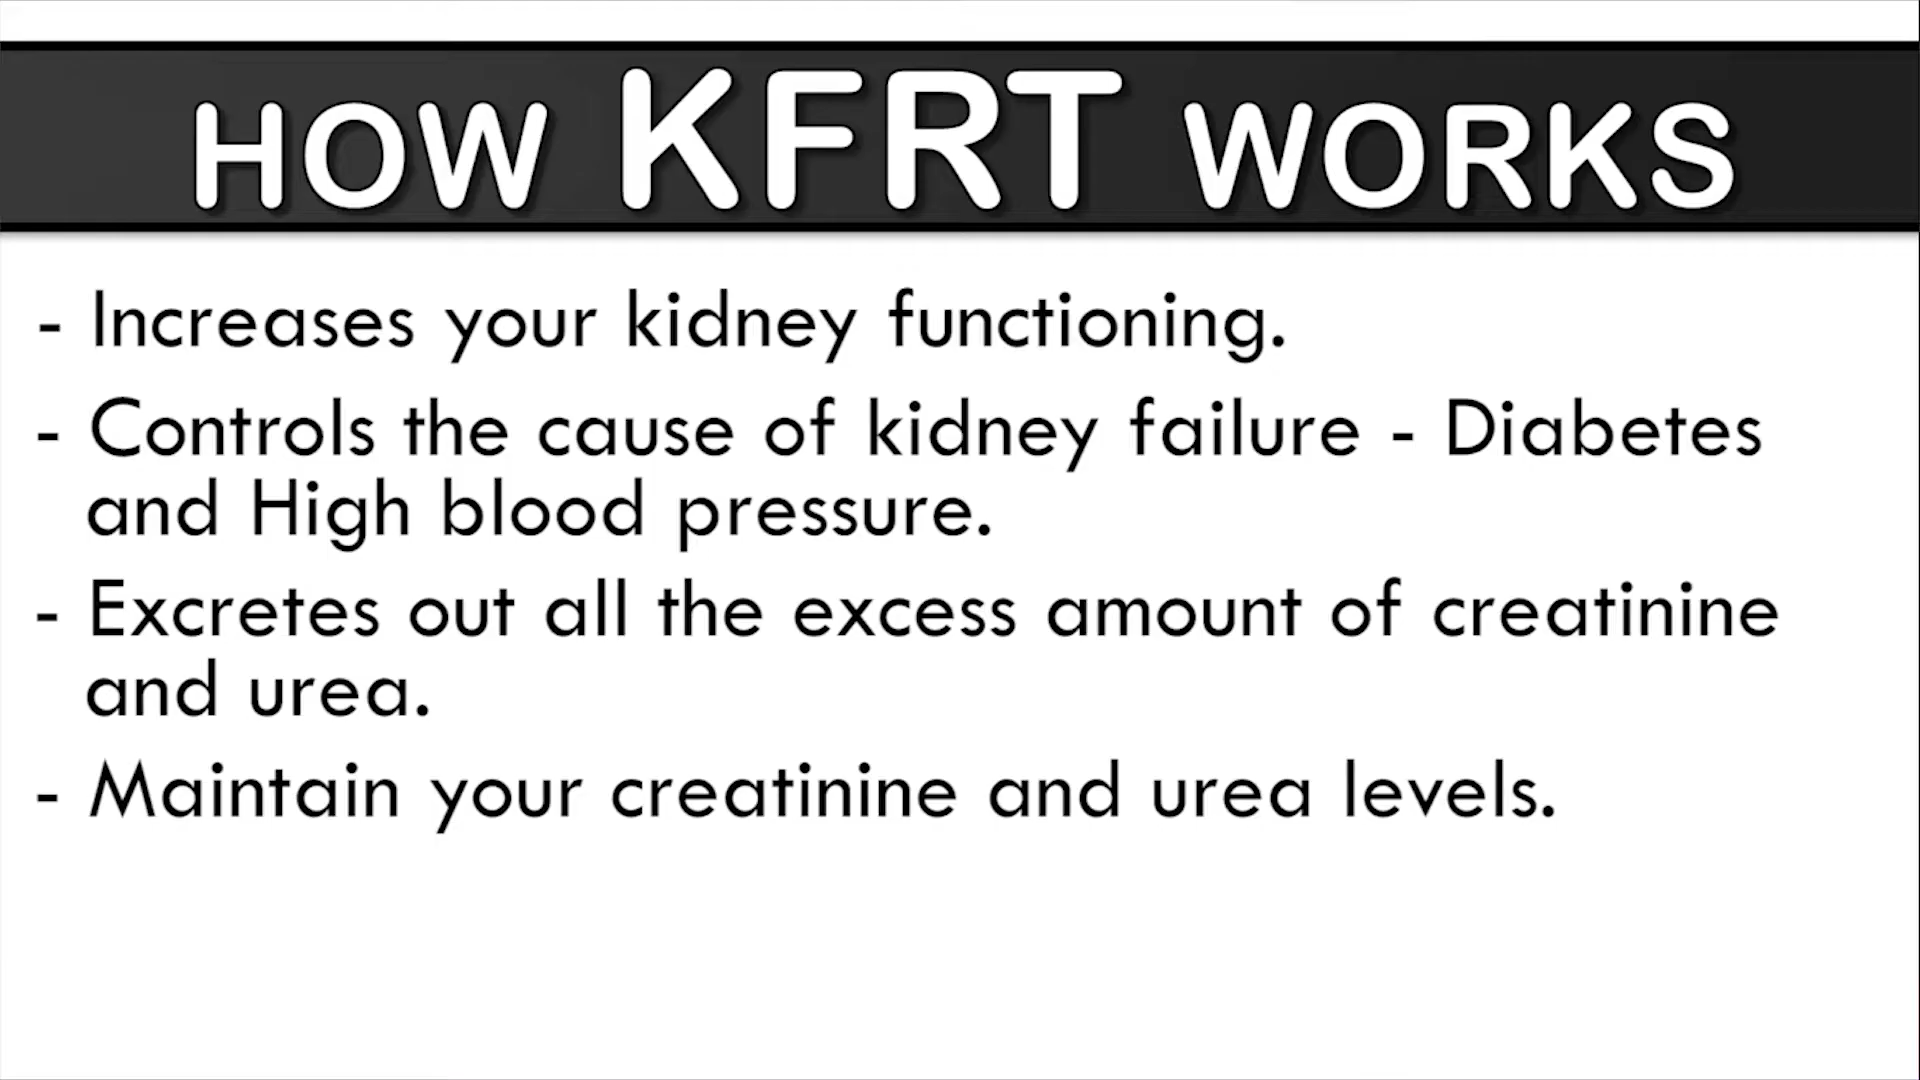 HOW KFRT WORKS
- Increases your kidney functioning.
- Controls the cause of kidney failure - Diabetes
and High blood pressure.
- Excretes out all the excess amount of creatinine
and urea.
- Maintain your creatinine and urea levels.